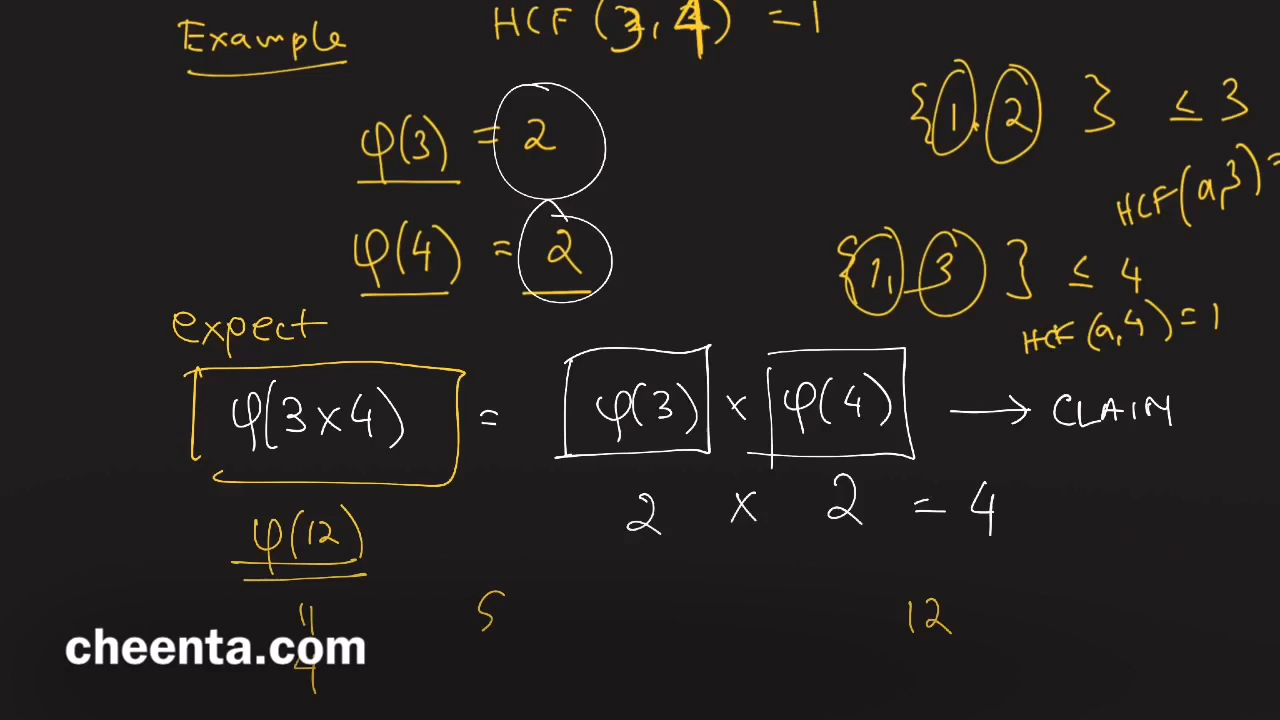 Example
HCF (3, 4) = 1
φ(3) = 2
{1, 2 } ≤ 3
HCF (a, 3) =
φ(4) = 2
{1, 3 } ≤ 4
HCF (a, 4) = 1
expect
φ(3×4) = φ(3) × φ(4) → CLAIM
2 × 2 = 4
φ(12)
=
4
5 12
cheenta.com